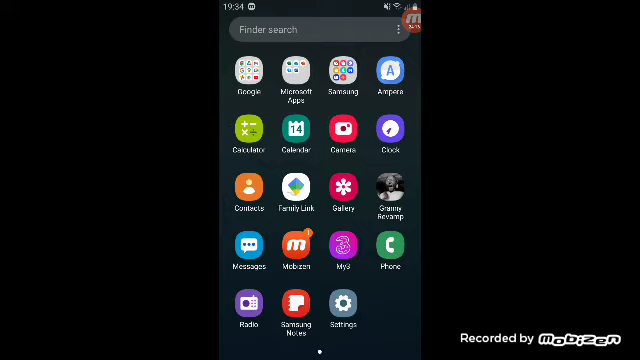 19:34
Finder search
Google
Microsoft Apps
Samsung
Ampere
Calculator
14
Calendar
Camera
Clock
Contacts
Family Link
Gallery
Granny Revamp
Messages
1
Mobizen
My3
Phone
Radio
Samsung Notes
Settings
Recorded by mobizen